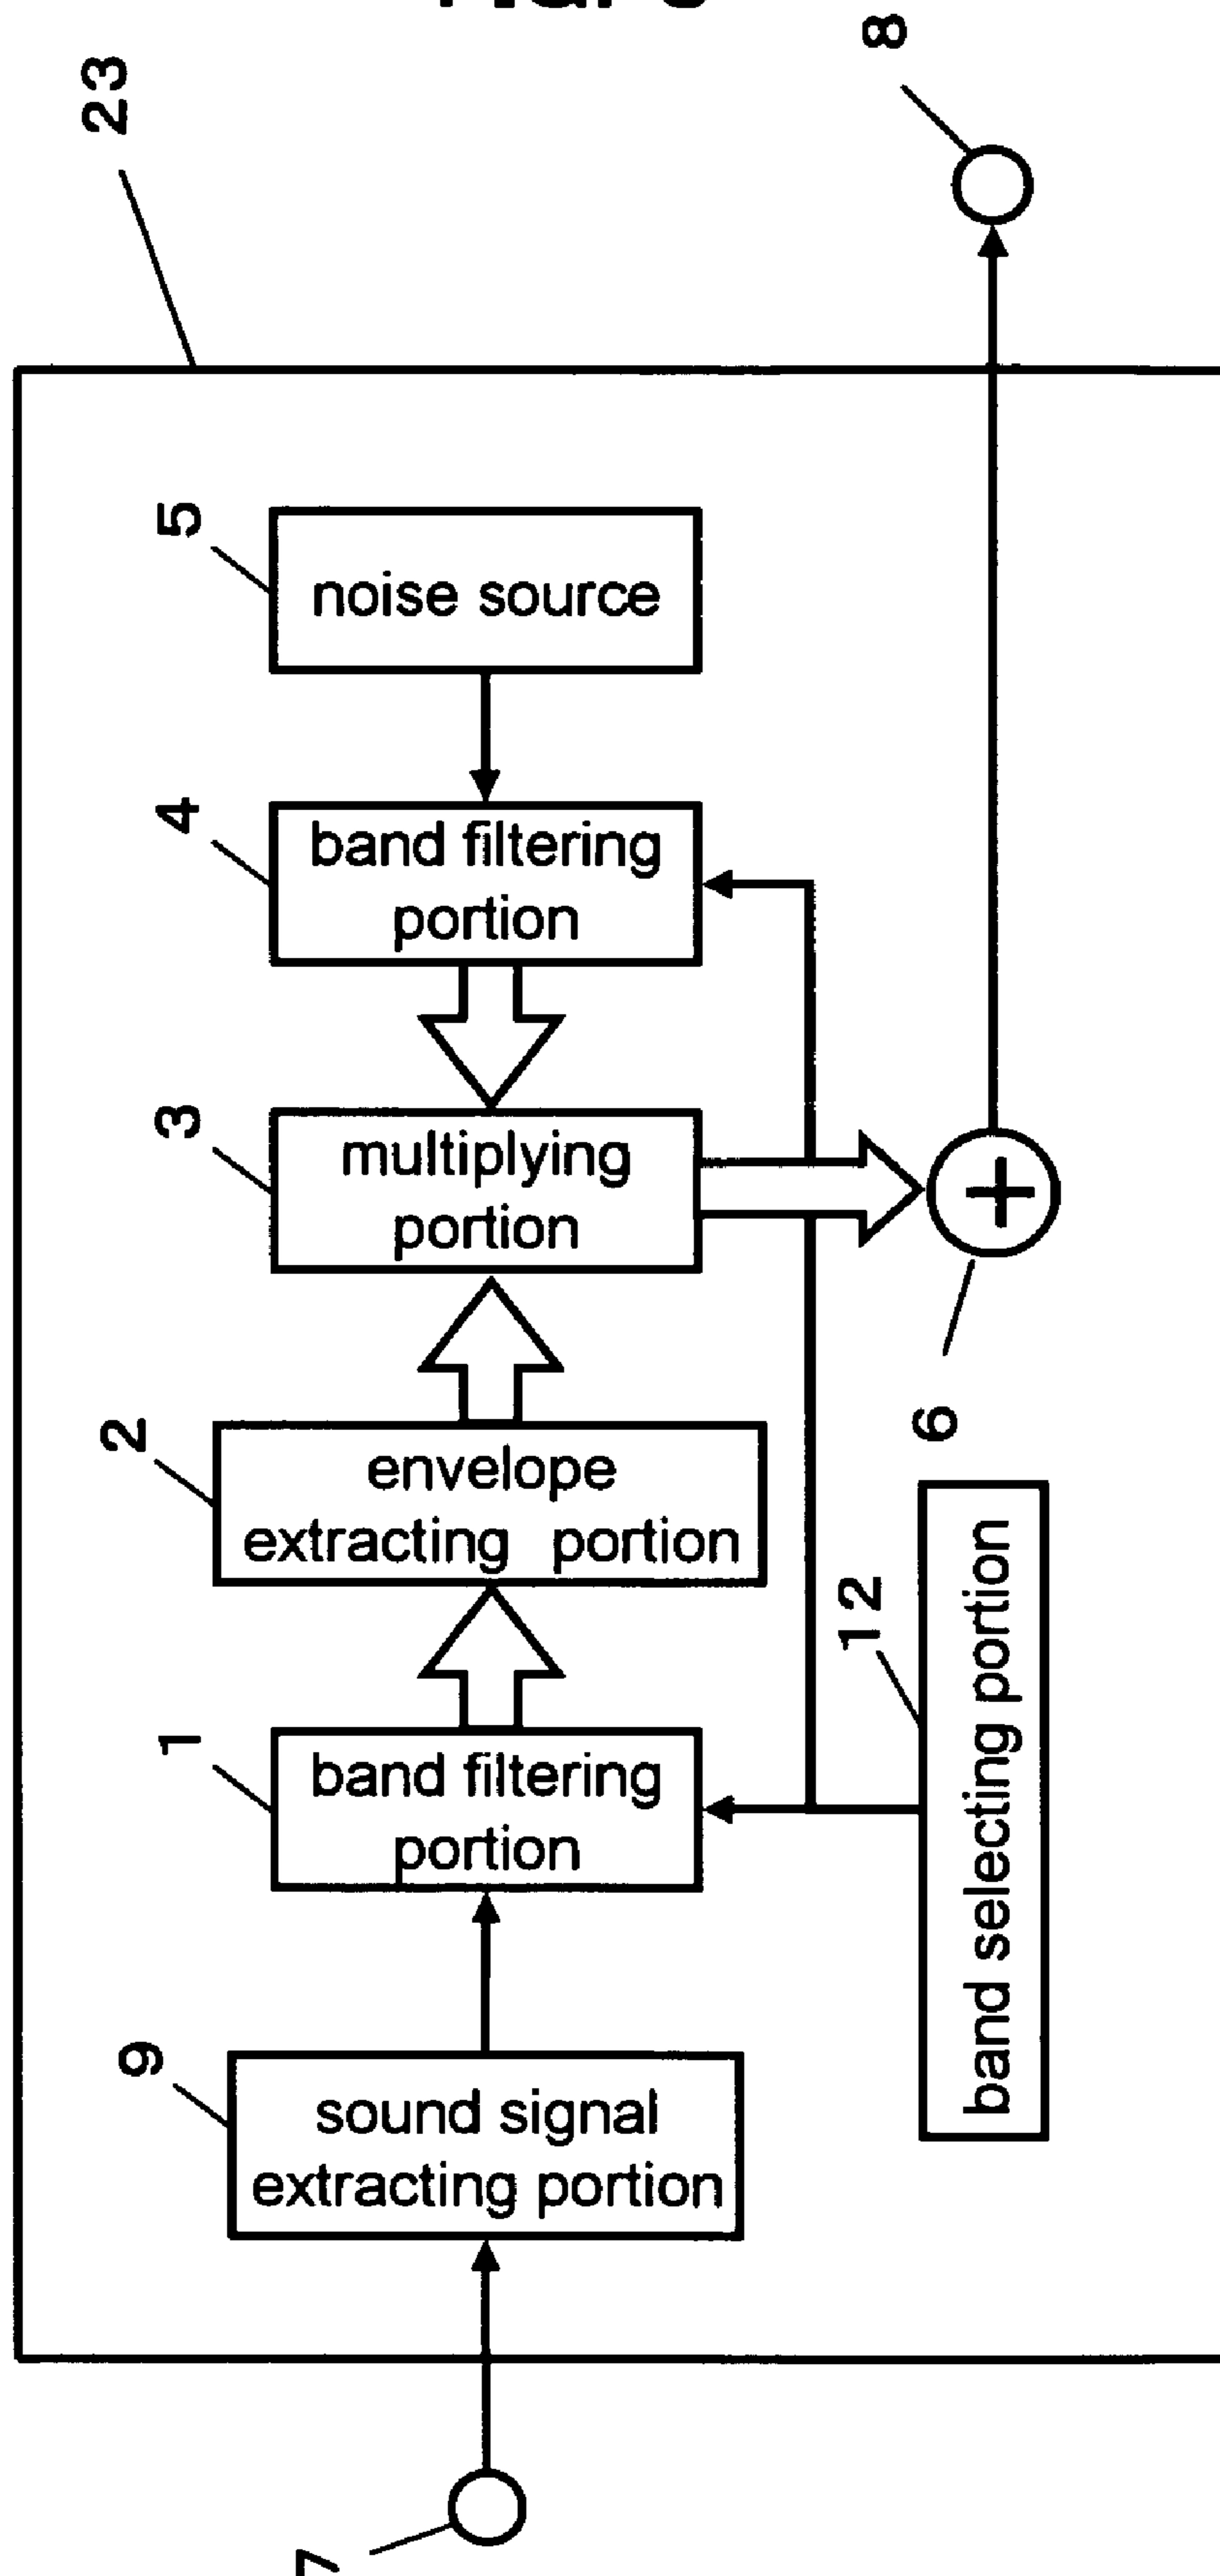 23
8
5
noise source
4
band filtering
portion
3
multiplying
portion
2
envelope
extracting portion
6
1
band filtering
portion
12
band selecting portion
9
sound signal
extracting portion
7